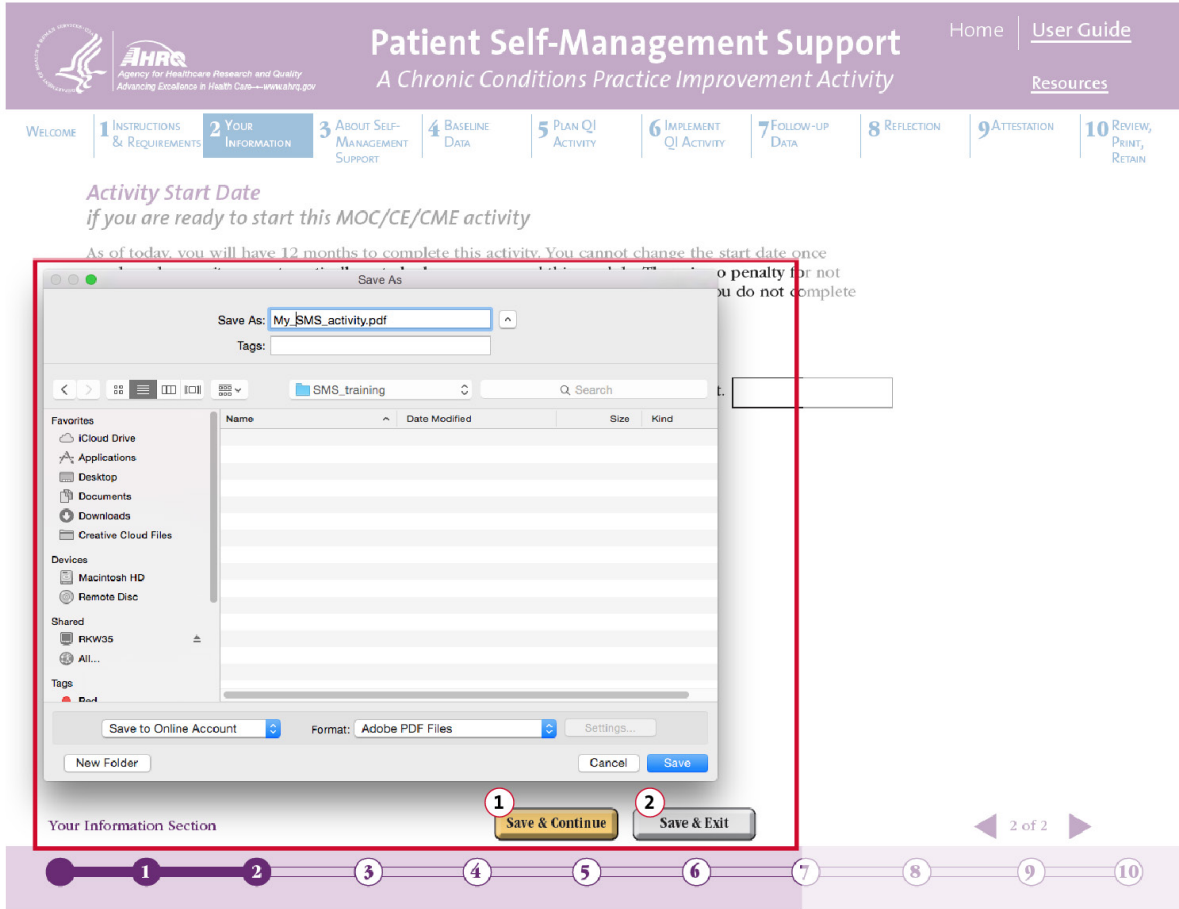 AHRQ
Agency for Healthcare Research and Quality
Advancing Excellence in Health Care www.ahrq.gov
Patient Self-Management Support
A Chronic Conditions Practice Improvement Activity
Home
User Guide
Resources
Welcome
1 Instructions & Requirements
2 Your Information
3 About Self-Management Support
4 Baseline Data
5 Plan QI Activity
6 Implement QI Activity
7 Follow-up Data
8 Reflection
9 Attestation
10 Review, Print, Retain
Activity Start Date
if you are ready to start this MOC/CE/CME activity
As of today, you will have 12 months to complete this activity. You cannot change the start date once
penalty for not
do not complete
t.
Save As
Save As: My_SMS_activity.pdf
Tags:
SMS_training
Search
Favorites
iCloud Drive
Applications
Desktop
Documents
Downloads
Creative Cloud Files
Devices
Macintosh HD
Remote Disc
Shared
RKW35
All...
Tags
Red
Name
Date Modified
Size
Kind
Save to Online Account
Format: Adobe PDF Files
Settings...
New Folder
Cancel
Save
Your Information Section
1
Save & Continue
2
Save & Exit
2 of 2
1 2 3 4 5 6 7 8 9 10